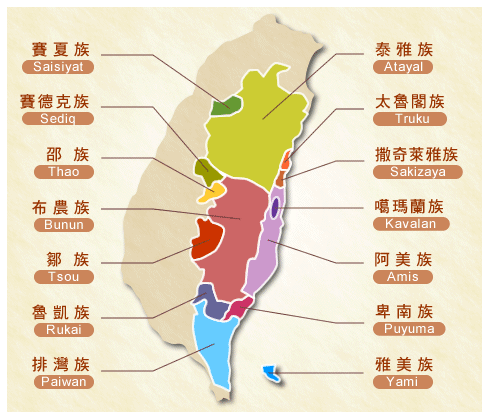 賽夏族
Saisiyat
賽德克族
Sediq
邵 族
Thao
布農族
Bunun
鄒 族
Tsou
魯凱族
Rukai
排灣族
Paiwan
泰雅族
Atayal
太魯閣族
Truku
撒奇萊雅族
Sakizaya
噶瑪蘭族
Kavalan
阿美族
Amis
卑南族
Puyuma
雅美族
Yami